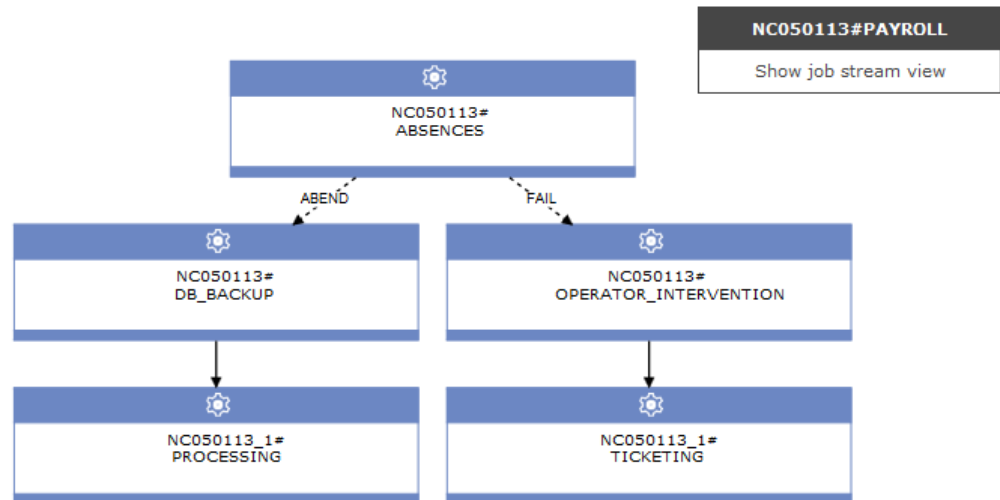 NC050113#PAYROLL
Show job stream view
NC050113#
ABSENCES
ABEND
FAIL
NC050113#
DB_BACKUP
NC050113#
OPERATOR_INTERVENTION
NC050113_1#
PROCESSING
NC050113_1#
TICKETING